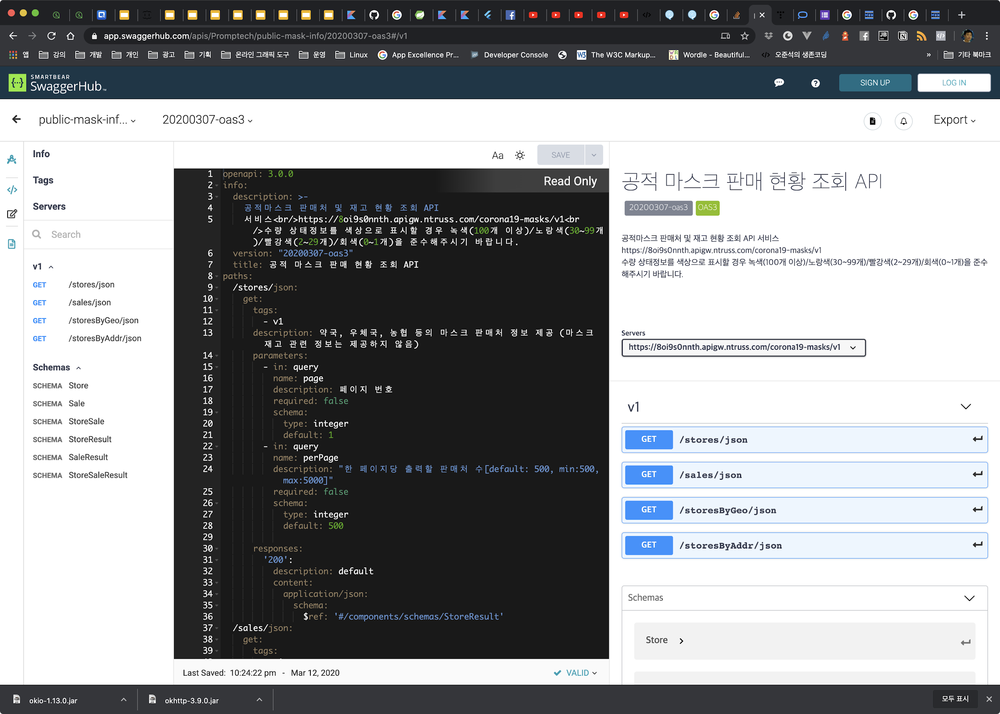 app.swaggerhub.com/apis/Promptech/public-mask-info/20200307-oas3#/v1
앱 강의 개발 개인 광고 기획 온라인 그래픽 도구 운영 Linux App Excellence Pr... Developer Console The W3C Markup... Wordle - Beautiful... 오준석의 생존코딩 » 기타 북마크
SMARTBEAR
SwaggerHub™
SIGN UP
LOG IN
public-mask-inf...
20200307-oas3
Export
Info
Tags
Servers
Search
v1
GET /stores/json
GET /sales/json
GET /storesByGeo/json
GET /storesByAddr/json
Schemas
SCHEMA Store
SCHEMA Sale
SCHEMA StoreSale
SCHEMA StoreResult
SCHEMA SaleResult
SCHEMA StoreSaleResult
Aa
SAVE
Read Only
1 openapi: 3.0.0
2 info:
3 description: >-
4 공적마스크 판매처 및 재고 현황 조회 API
5 서비스<br/>https://8oi9s0nnth.apigw.ntruss.com/corona19-masks/v1<br
/>수량 상태정보를 색상으로 표시할 경우 녹색(100개 이상)/노랑색(30~99개
)/빨강색(2~29개)/회색(0~1개)을 준수해주시기 바랍니다.
6 version: "20200307-oas3"
7 title: 공적 마스크 판매 현황 조회 API
8 paths:
9 /stores/json:
10 get:
11 tags:
12 - v1
13 description: 약국, 우체국, 농협 등의 마스크 판매처 정보 제공 (마스크
재고 관련 정보는 제공하지 않음)
14 parameters:
15 - in: query
16 name: page
17 description: 페이지 번호
18 required: false
19 schema:
20 type: integer
21 default: 1
22 - in: query
23 name: perPage
24 description: "한 페이지당 출력할 판매처 수[default: 500, min:500,
max:5000]"
25 required: false
26 schema:
27 type: integer
28 default: 500
29
30 responses:
31 '200':
32 description: default
33 content:
34 application/json:
35 schema:
36 $ref: '#/components/schemas/StoreResult'
37 /sales/json:
38 get:
39 tags:
Last Saved: 10:24:22 pm - Mar 12, 2020
VALID
공적 마스크 판매 현황 조회 API
20200307-oas3 OAS3
공적마스크 판매처 및 재고 현황 조회 API 서비스
https://8oi9s0nnth.apigw.ntruss.com/corona19-masks/v1
수량 상태정보를 색상으로 표시할 경우 녹색(100개 이상)/노랑색(30~99개)/빨강색(2~29개)/회색(0~1개)을 준수
해주시기 바랍니다.
Servers
https://8oi9s0nnth.apigw.ntruss.com/corona19-masks/v1
v1
GET /stores/json
GET /sales/json
GET /storesByGeo/json
GET /storesByAddr/json
Schemas
Store
okio-1.13.0.jar
okhttp-3.9.0.jar
모두 표시